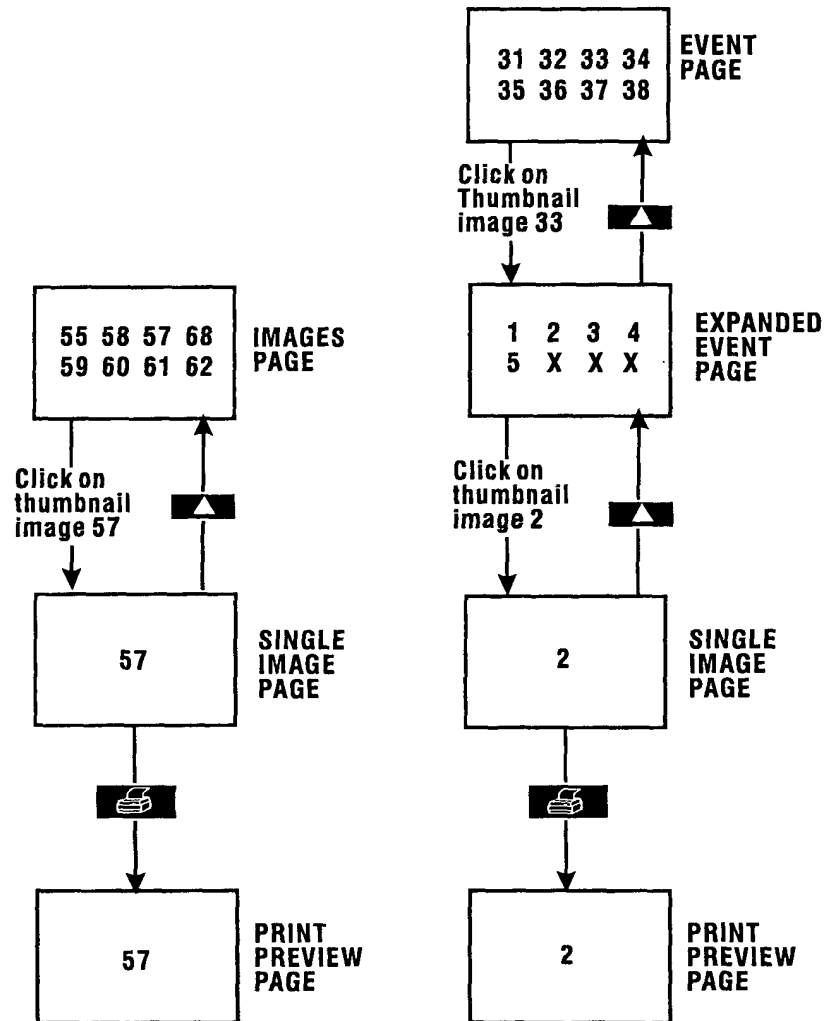 55 58 57 68
59 60 61 62
IMAGES
PAGE
Click on
thumbnail
image 57
57
SINGLE
IMAGE
PAGE
57
PRINT
PREVIEW
PAGE
31 32 33 34
35 36 37 38
EVENT
PAGE
Click on
Thumbnail
image 33
1 2 3 4
5 X X X
EXPANDED
EVENT
PAGE
Click on
thumbnail
image 2
2
SINGLE
IMAGE
PAGE
2
PRINT
PREVIEW
PAGE